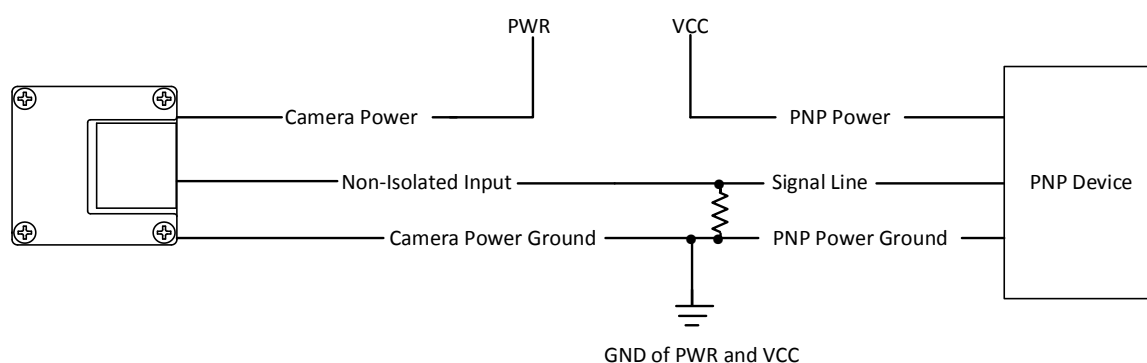 PWR
VCC
Camera Power
PNP Power
Non-Isolated Input
Signal Line
PNP Device
Camera Power Ground
PNP Power Ground
GND of PWR and VCC